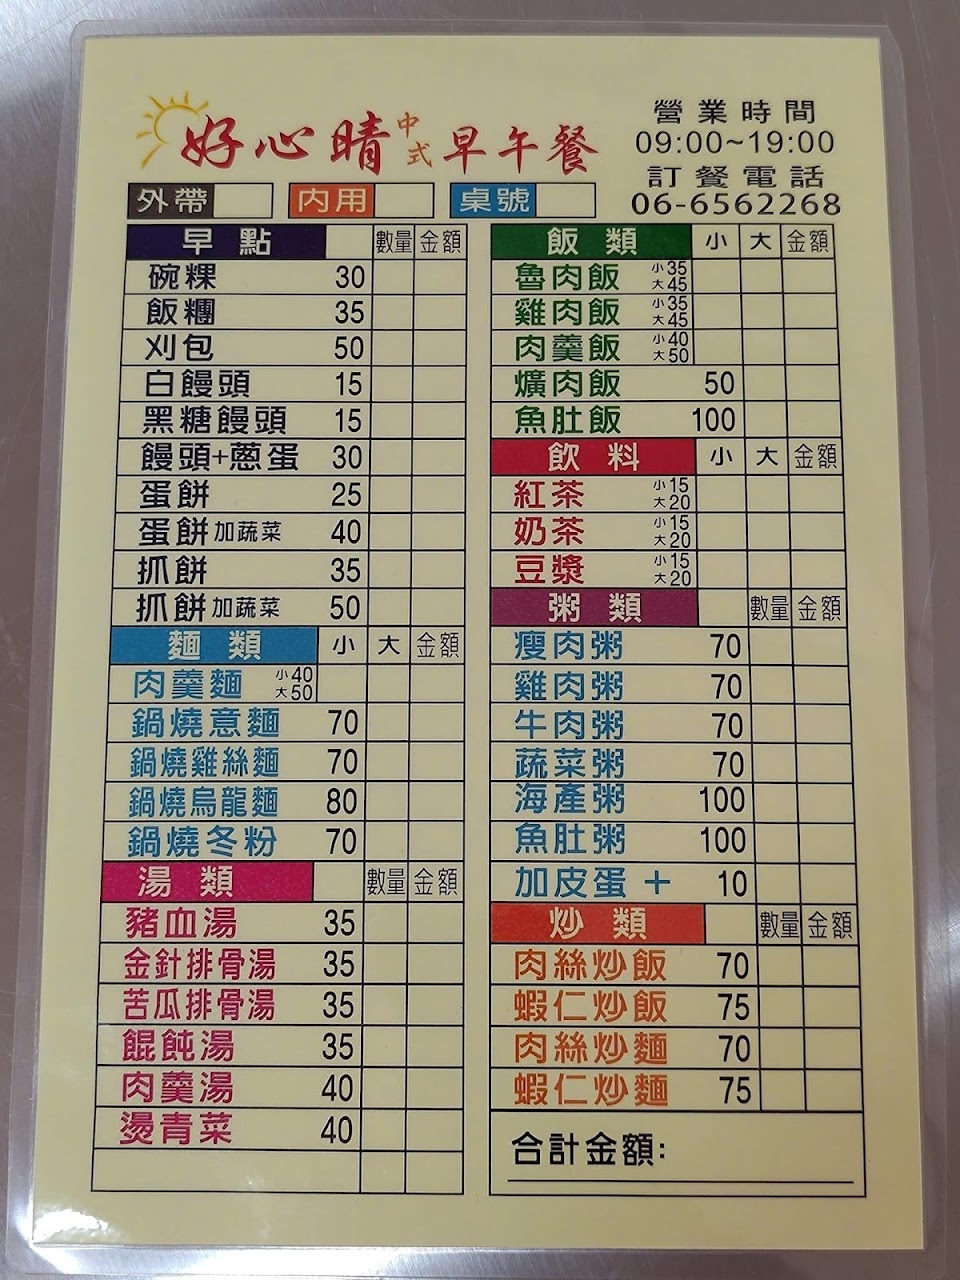 好心晴中式早午餐
營業時間
09:00~19:00
訂餐電話
06-6562268
外帶 內用 桌號
早點 數量 金額
碗粿 30
飯糰 35
刈包 50
白饅頭 15
黑糖饅頭 15
饅頭+蔥蛋 30
蛋餅 25
蛋餅加蔬菜 40
抓餅 35
抓餅加蔬菜 50
麵類 小 大 金額
肉羹麵 小40 大50
鍋燒意麵 70
鍋燒雞絲麵 70
鍋燒烏龍麵 80
鍋燒冬粉 70
湯類 數量 金額
豬血湯 35
金針排骨湯 35
苦瓜排骨湯 35
餛飩湯 35
肉羹湯 40
燙青菜 40
飯類 小 大 金額
魯肉飯 小35 大45
雞肉飯 小35 大45
肉羹飯 小40 大50
爌肉飯 50
魚肚飯 100
飲料 小 大 金額
紅茶 小15 大20
奶茶 小15 大20
豆漿 小15 大20
粥類 數量 金額
瘦肉粥 70
雞肉粥 70
牛肉粥 70
蔬菜粥 70
海產粥 100
魚肚粥 100
加皮蛋 + 10
炒類 數量 金額
肉絲炒飯 70
蝦仁炒飯 75
肉絲炒麵 70
蝦仁炒麵 75
合計金額: